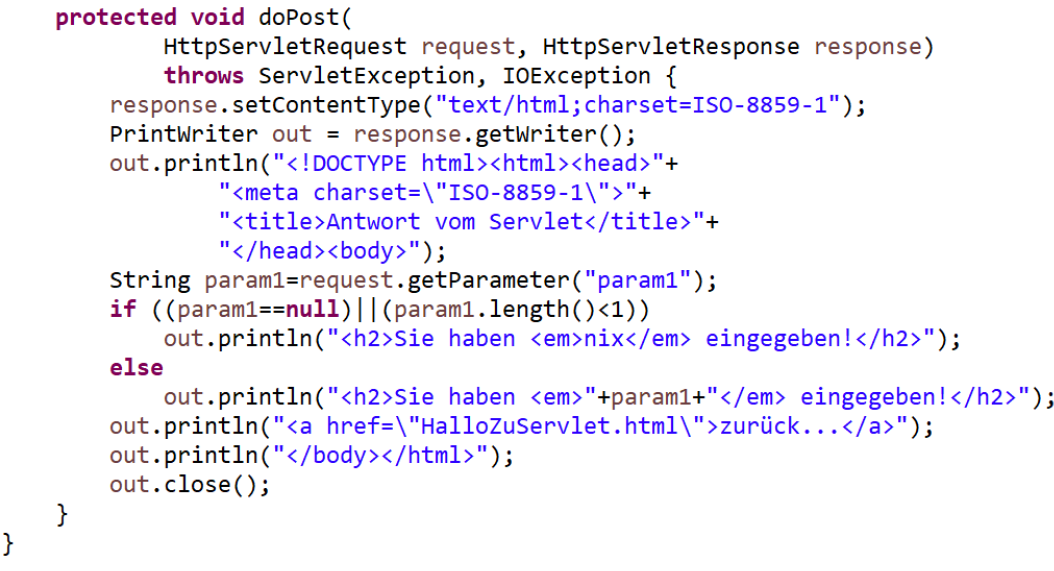 protected void doPost(
HttpServletRequest request, HttpServletResponse response)
throws ServletException, IOException {
response.setContentType("text/html;charset=ISO-8859-1");
PrintWriter out = response.getWriter();
out.println("<!DOCTYPE html><html><head>"+
"<meta charset=\"ISO-8859-1\">"+
"<title>Antwort vom Servlet</title>"+
"</head><body>");
String param1=request.getParameter("param1");
if ((param1==null)||(param1.length()<1))
out.println("<h2>Sie haben <em>nix</em> eingegeben!</h2>");
else
out.println("<h2>Sie haben <em>"+param1+"</em> eingegeben!</h2>");
out.println("<a href=\"HalloZuServlet.html\">zurück...</a>");
out.println("</body></html>");
out.close();
}
}